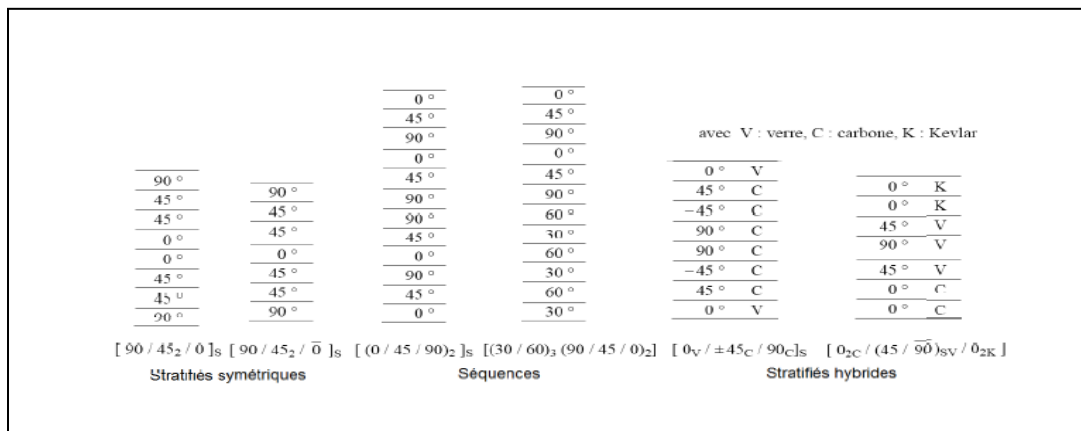 90 °
45 °
45 °
0 °
0 °
45 °
45 °
90 °
[ 90 / 45₂ / 0 ]S
90 °
45 °
45 °
0 °
45 °
45 °
90 °
[ 90 / 45₂ / 0̅ ]S
Stratifiés symétriques
0 °
45 °
90 °
0 °
45 °
90 °
90 °
45 °
0 °
90 °
45 °
0 °
[ (0 / 45 / 90)₂ ]S
0 °
45 °
90 °
0 °
45 °
90 °
60 °
30 °
60 °
30 °
60 °
30 °
[(30 / 60)₃ (90 / 45 / 0)₂]
Séquences
avec V : verre, C : carbone, K : Kevlar
0 ° V
45 ° C
−45 ° C
90 ° C
90 ° C
−45 ° C
45 ° C
0 ° V
[ 0V / ±45C / 90C]S
0 ° K
0 ° K
45 ° V
90 ° V
45 ° V
0 ° C
0 ° C
[ 02C / (45 / 9̅0̅)SV / 02K ]
Stratifiés hybrides